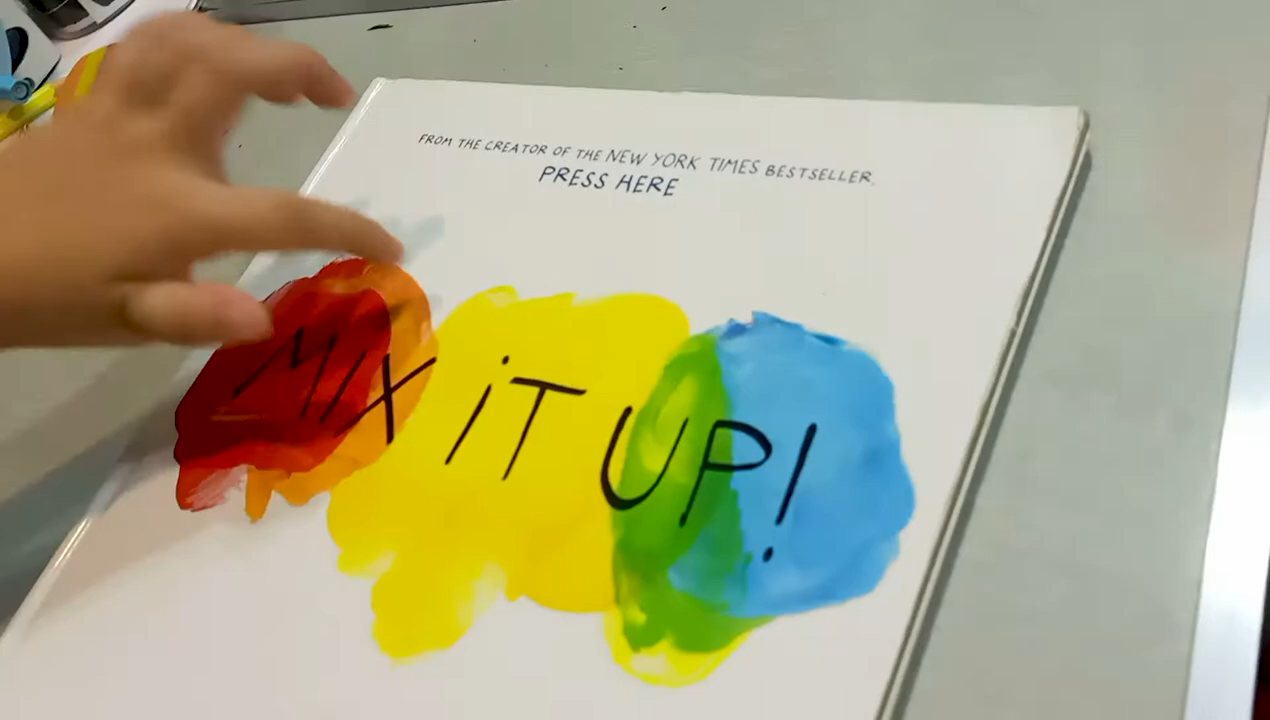 FROM THE CREATOR OF THE NEW YORK TIMES BESTSELLER,
PRESS HERE
MIX iT UP!